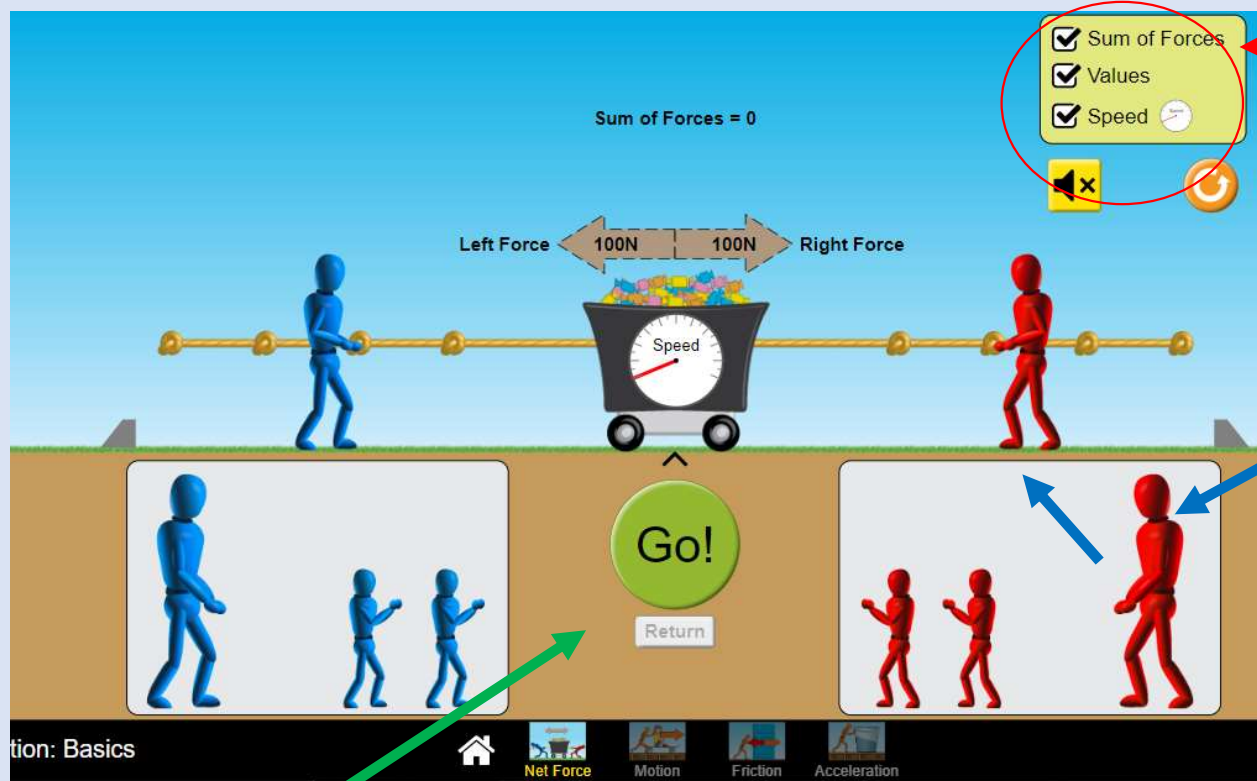 Sum of Forces
Values
Speed
Sum of Forces = 0
Left Force
100N
100N
Right Force
Speed
Go!
Return
tion: Basics
Net Force
Motion
Friction
Acceleration